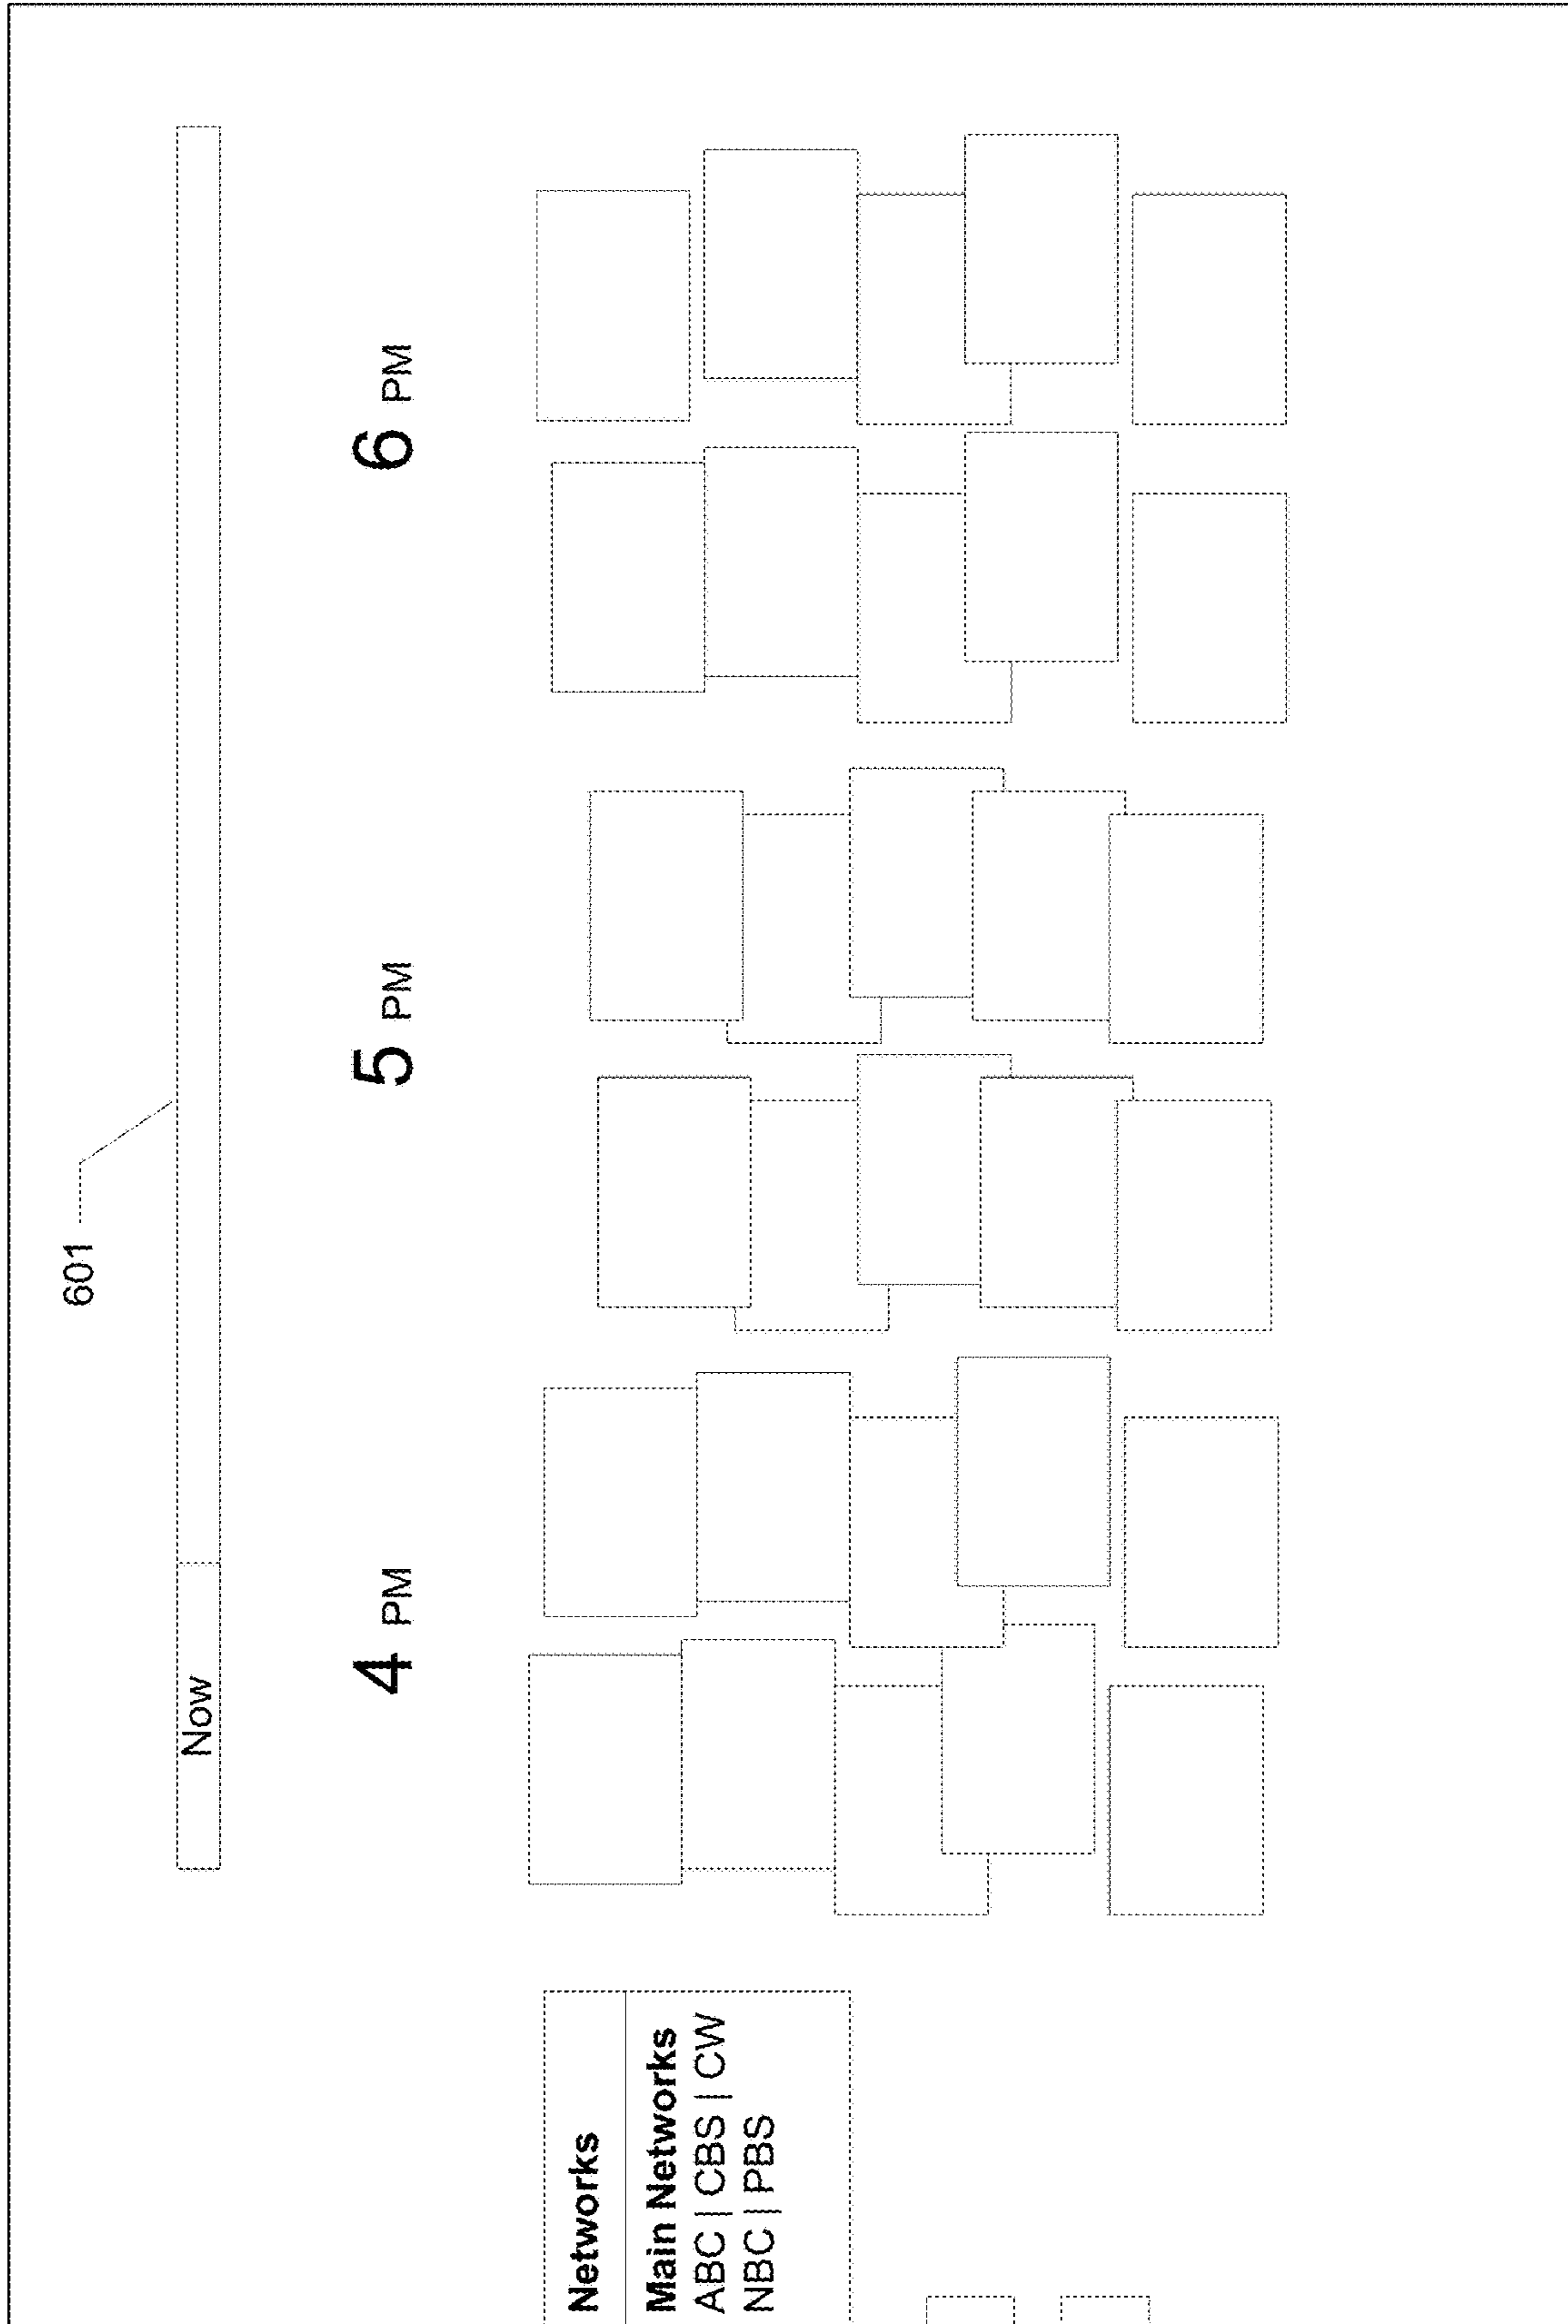 601
Now
4 PM
5 PM
6 PM
Networks
Main Networks
ABC | CBS | CW
NBC | PBS